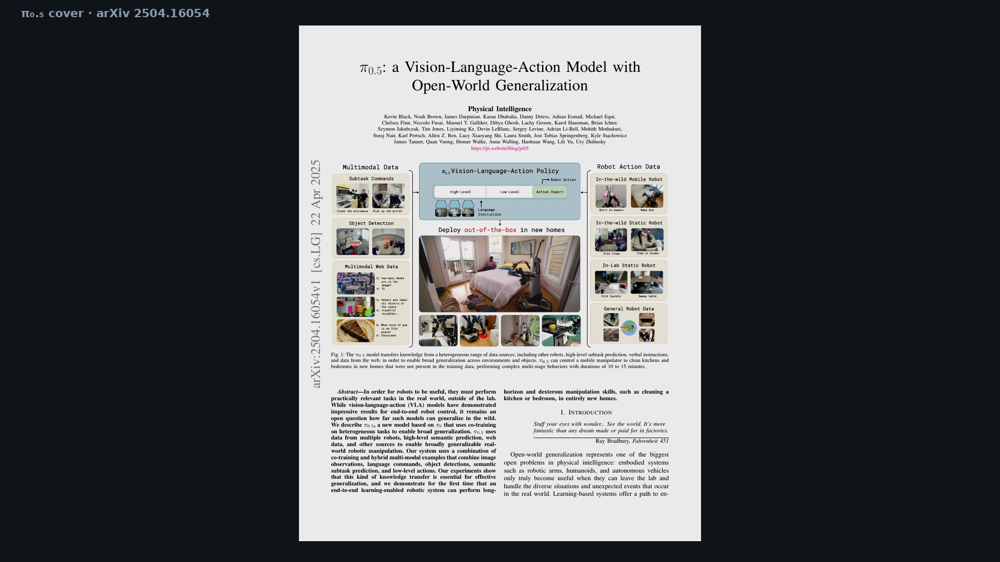 π₀.₅ cover · arXiv 2504.16054
π0.5: a Vision-Language-Action Model with
Open-World Generalization
Physical Intelligence
Kevin Black, Noah Brown, James Darpinian, Karan Dhabalia, Danny Driess, Adnan Esmail, Michael Equi,
Chelsea Finn, Niccolo Fusai, Manuel Y. Galliker, Dibya Ghosh, Lachy Groom, Karol Hausman, Brian Ichter,
Szymon Jakubczak, Tim Jones, Liyiming Ke, Devin LeBlanc, Sergey Levine, Adrian Li-Bell, Mohith Mothukuri,
Suraj Nair, Karl Pertsch, Allen Z. Ren, Lucy Xiaoyang Shi, Laura Smith, Jost Tobias Springenberg, Kyle Stachowicz
James Tanner, Quan Vuong, Homer Walke, Anna Walling, Haohuan Wang, Lili Yu, Ury Zhilinsky
https://pi.website/blog/pi05
arXiv:2504.16054v1 [cs.LG] 22 Apr 2025
Multimodal Data
Subtask Commands
Close the microwave
Pick up the mitten
Object Detection
Dress
Coffee
Multimodal Web Data
Q: How many desks
are in the
image?
A: 12
Q: Detect and label
all objects in
the scene.
A: <loc0112>
<loc0234>...
Q: What kind of pie
is on this
plate?
A: Chocolate
π0.5 Vision-Language-Action Policy
Robot Action
High-Level
Low-Level
Action Expert
Language
Instruction
Deploy out-of-the-box in new homes
Robot Action Data
In-the-wild Mobile Robot
Shirt in basket
Make bed
In-the-wild Static Robot
Fold linen
Item in drawer
In-Lab Static Robot
Fold laundry
Sweep table
General Robot Data
Fig. 1: The π0.5 model transfers knowledge from a heterogeneous range of data sources, including other robots, high-level subtask prediction, verbal instructions,
and data from the web, in order to enable broad generalization across environments and objects. π0.5 can control a mobile manipulator to clean kitchens and
bedrooms in new homes that were not present in the training data, performing complex multi-stage behaviors with durations of 10 to 15 minutes.
Abstract—In order for robots to be useful, they must perform
practically relevant tasks in the real world, outside of the lab.
While vision-language-action (VLA) models have demonstrated
impressive results for end-to-end robot control, it remains an
open question how far such models can generalize in the wild.
We describe π0.5, a new model based on π0 that uses co-training
on heterogeneous tasks to enable broad generalization. π0.5 uses
data from multiple robots, high-level semantic prediction, web
data, and other sources to enable broadly generalizable real-
world robotic manipulation. Our system uses a combination of
co-training and hybrid multi-modal examples that combine image
observations, language commands, object detections, semantic
subtask prediction, and low-level actions. Our experiments show
that this kind of knowledge transfer is essential for effective
generalization, and we demonstrate for the first time that an
end-to-end learning-enabled robotic system can perform long-
horizon and dexterous manipulation skills, such as cleaning a
kitchen or bedroom, in entirely new homes.
I. Introduction
Stuff your eyes with wonder... See the world. It's more
fantastic than any dream made or paid for in factories.
Ray Bradbury, Fahrenheit 451
Open-world generalization represents one of the biggest
open problems in physical intelligence: embodied systems
such as robotic arms, humanoids, and autonomous vehicles
only truly become useful when they can leave the lab and
handle the diverse situations and unexpected events that occur
in the real world. Learning-based systems offer a path to en-